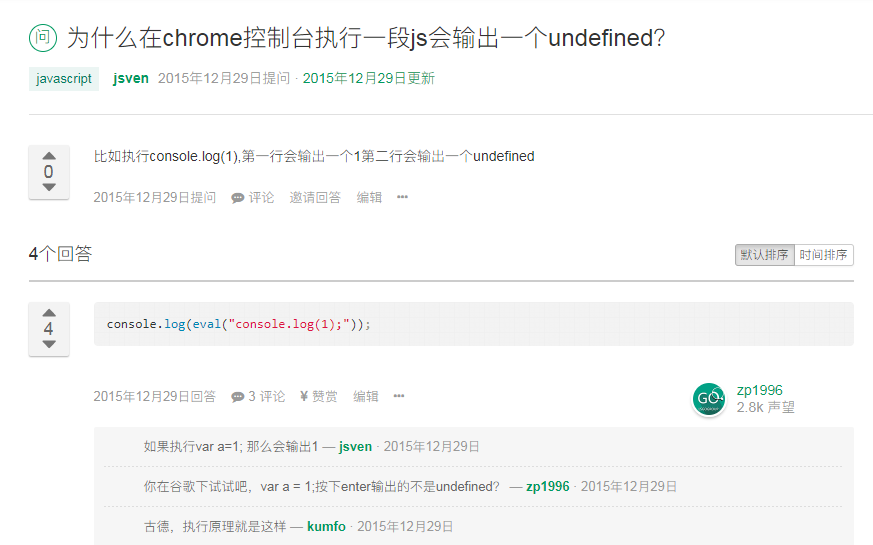 问 为什么在chrome控制台执行一段js会输出一个undefined?
javascript jsven 2015年12月29日提问 · 2015年12月29日更新
0
比如执行console.log(1),第一行会输出一个1第二行会输出一个undefined
2015年12月29日提问 评论 邀请回答 编辑 •••
4个回答
默认排序 时间排序
4
console.log(eval("console.log(1);"));
2015年12月29日回答 3 评论 ¥ 赞赏 编辑 •••
GO
zp1996
2.8k 声望
如果执行var a=1; 那么会输出1 — jsven · 2015年12月29日
你在谷歌下试试吧，var a = 1;按下enter输出的不是undefined? — zp1996 · 2015年12月29日
古德，执行原理就是这样 — kumfo · 2015年12月29日